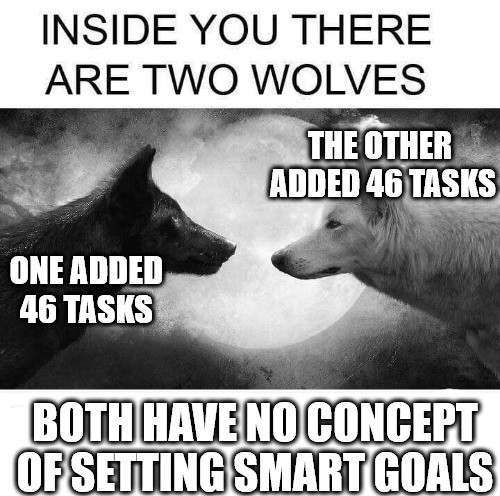 INSIDE YOU THERE
ARE TWO WOLVES
THE OTHER
ADDED 46 TASKS
ONE ADDED
46 TASKS
BOTH HAVE NO CONCEPT
OF SETTING SMART GOALS